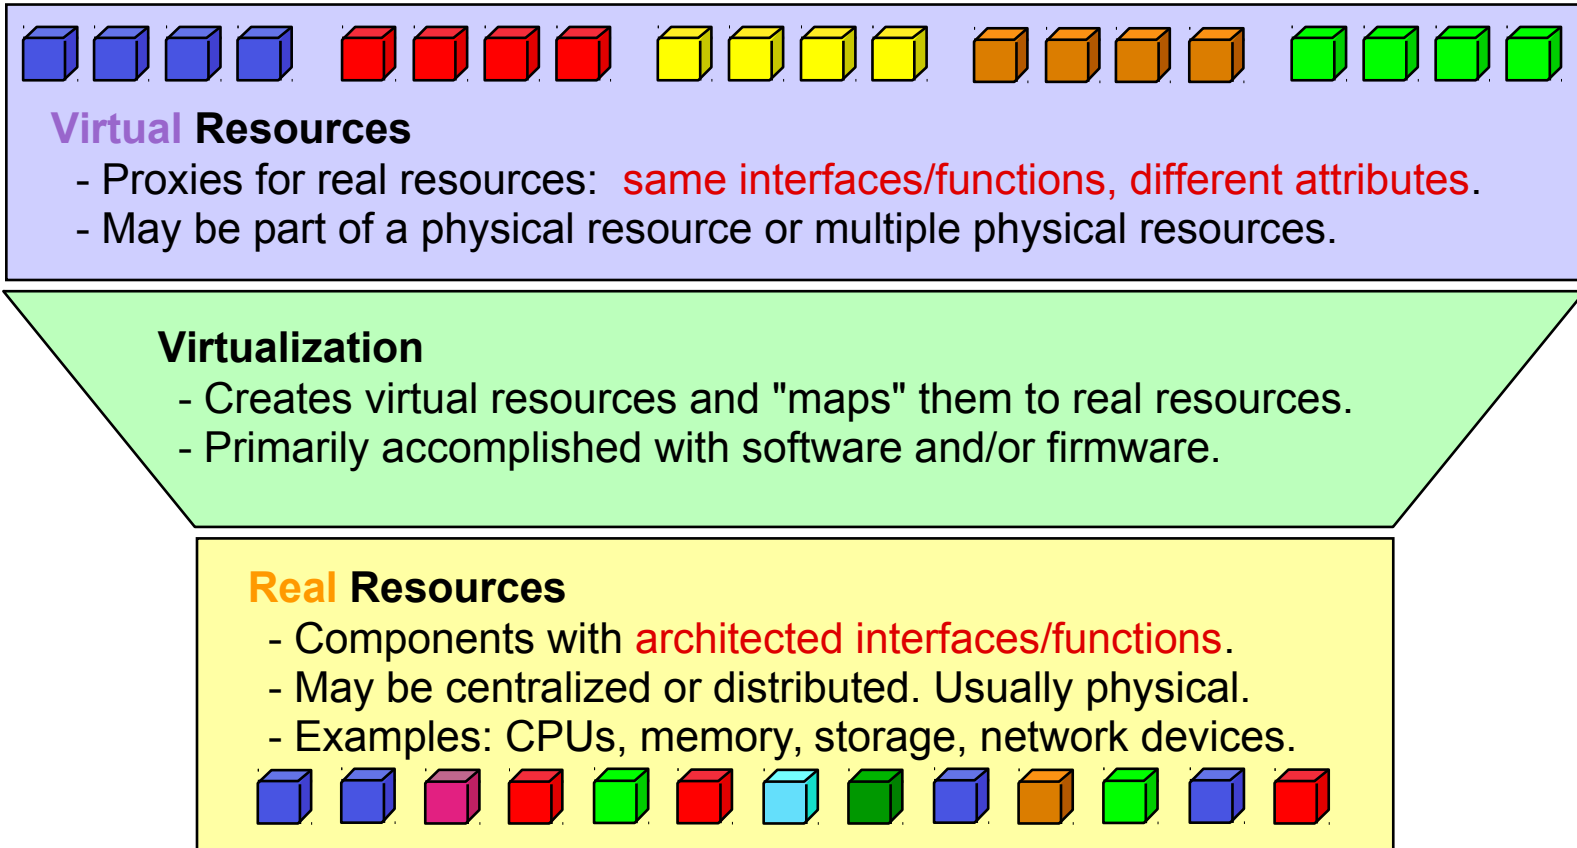 Virtual Resources
- Proxies for real resources:  same interfaces/functions, different attributes.
- May be part of a physical resource or multiple physical resources.
Virtualization
- Creates virtual resources and "maps" them to real resources.
- Primarily accomplished with software and/or firmware.
Real Resources
- Components with architected interfaces/functions.
- May be centralized or distributed. Usually physical.
- Examples: CPUs, memory, storage, network devices.